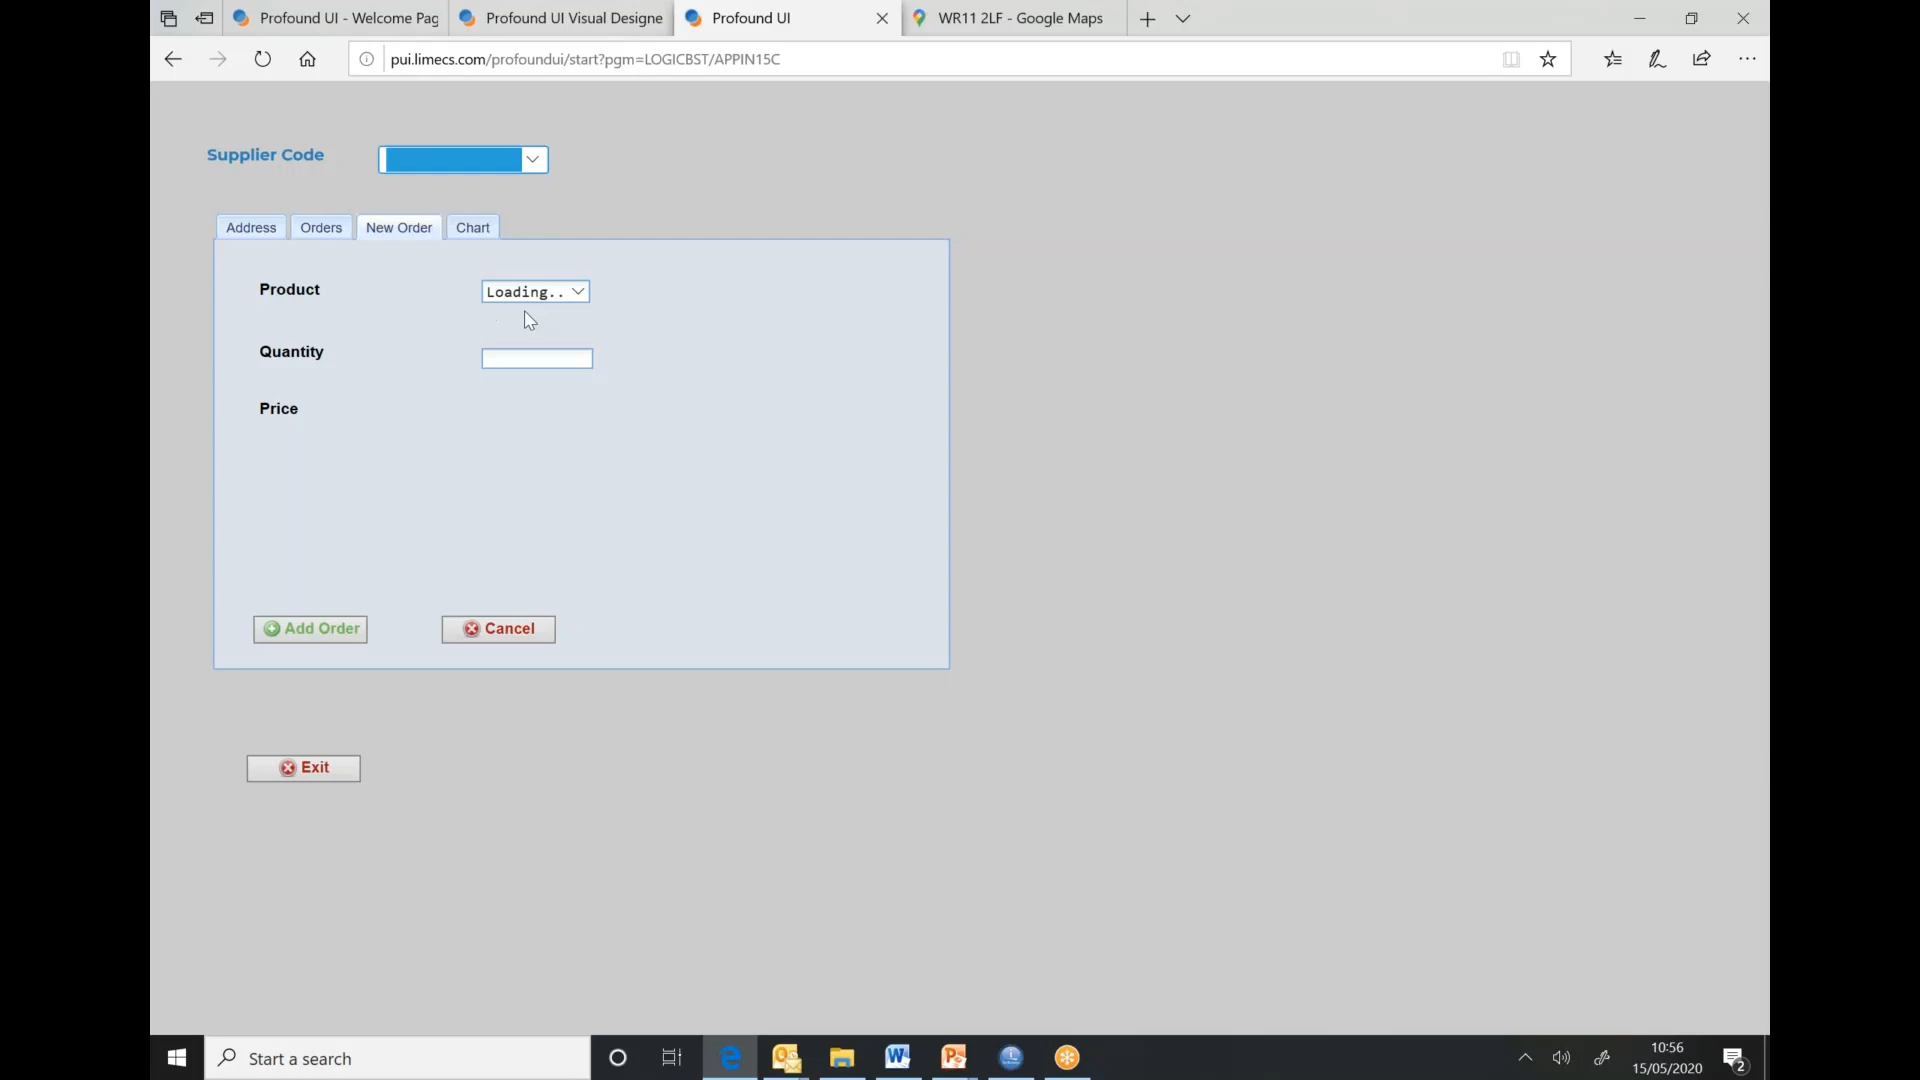 Profound UI - Welcome Pag
Profound UI Visual Designe
Profound UI
WR11 2LF - Google Maps
pui.limecs.com/profoundui/start?pgm=LOGICBST/APPIN15C
Supplier Code
Address
Orders
New Order
Chart
Product
Loading..
Quantity
Price
Add Order
Cancel
Exit
Start a search
10:56
15/05/2020
2